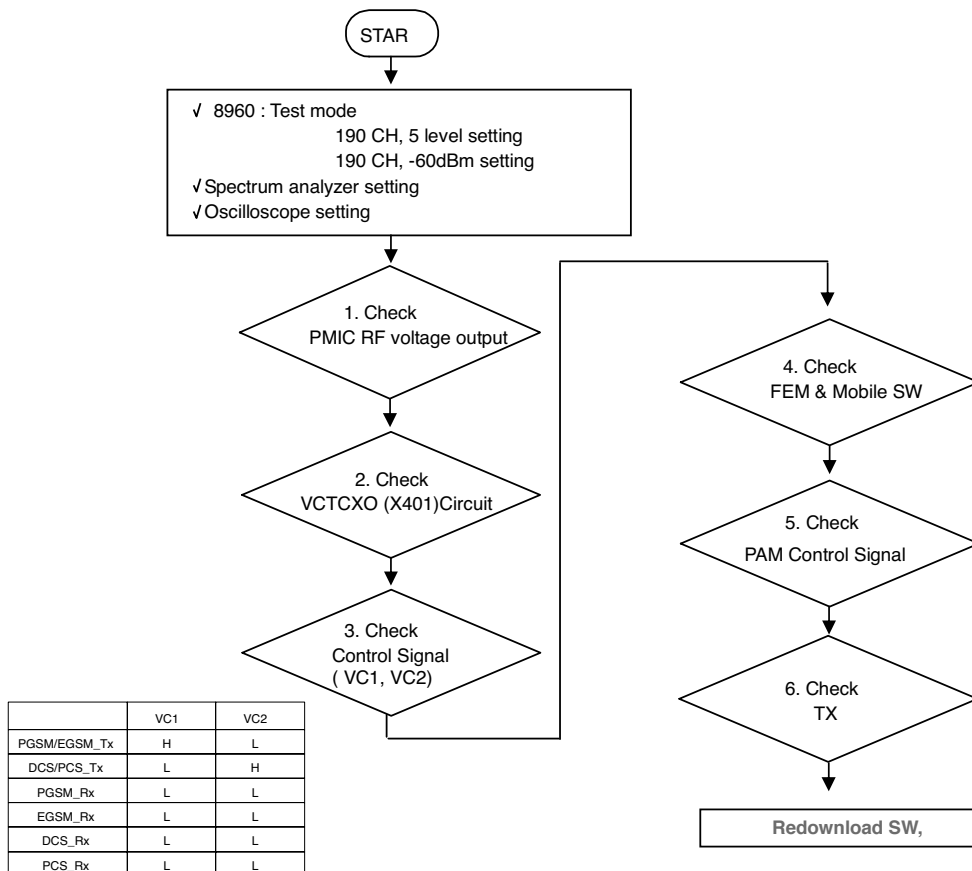 STAR
√ 8960 : Test mode
190 CH, 5 level setting
190 CH, -60dBm setting
√ Spectrum analyzer setting
√ Oscilloscope setting
1. Check
PMIC RF voltage output
2. Check
VCTCXO (X401)Circuit
3. Check
Control Signal
( VC1, VC2)
4. Check
FEM & Mobile SW
5. Check
PAM Control Signal
6. Check
TX
Redownload SW,
VC1 VC2
PGSM/EGSM_Tx H L
DCS/PCS_Tx L H
PGSM_Rx L L
EGSM_Rx L L
DCS_Rx L L
PCS_Rx L L